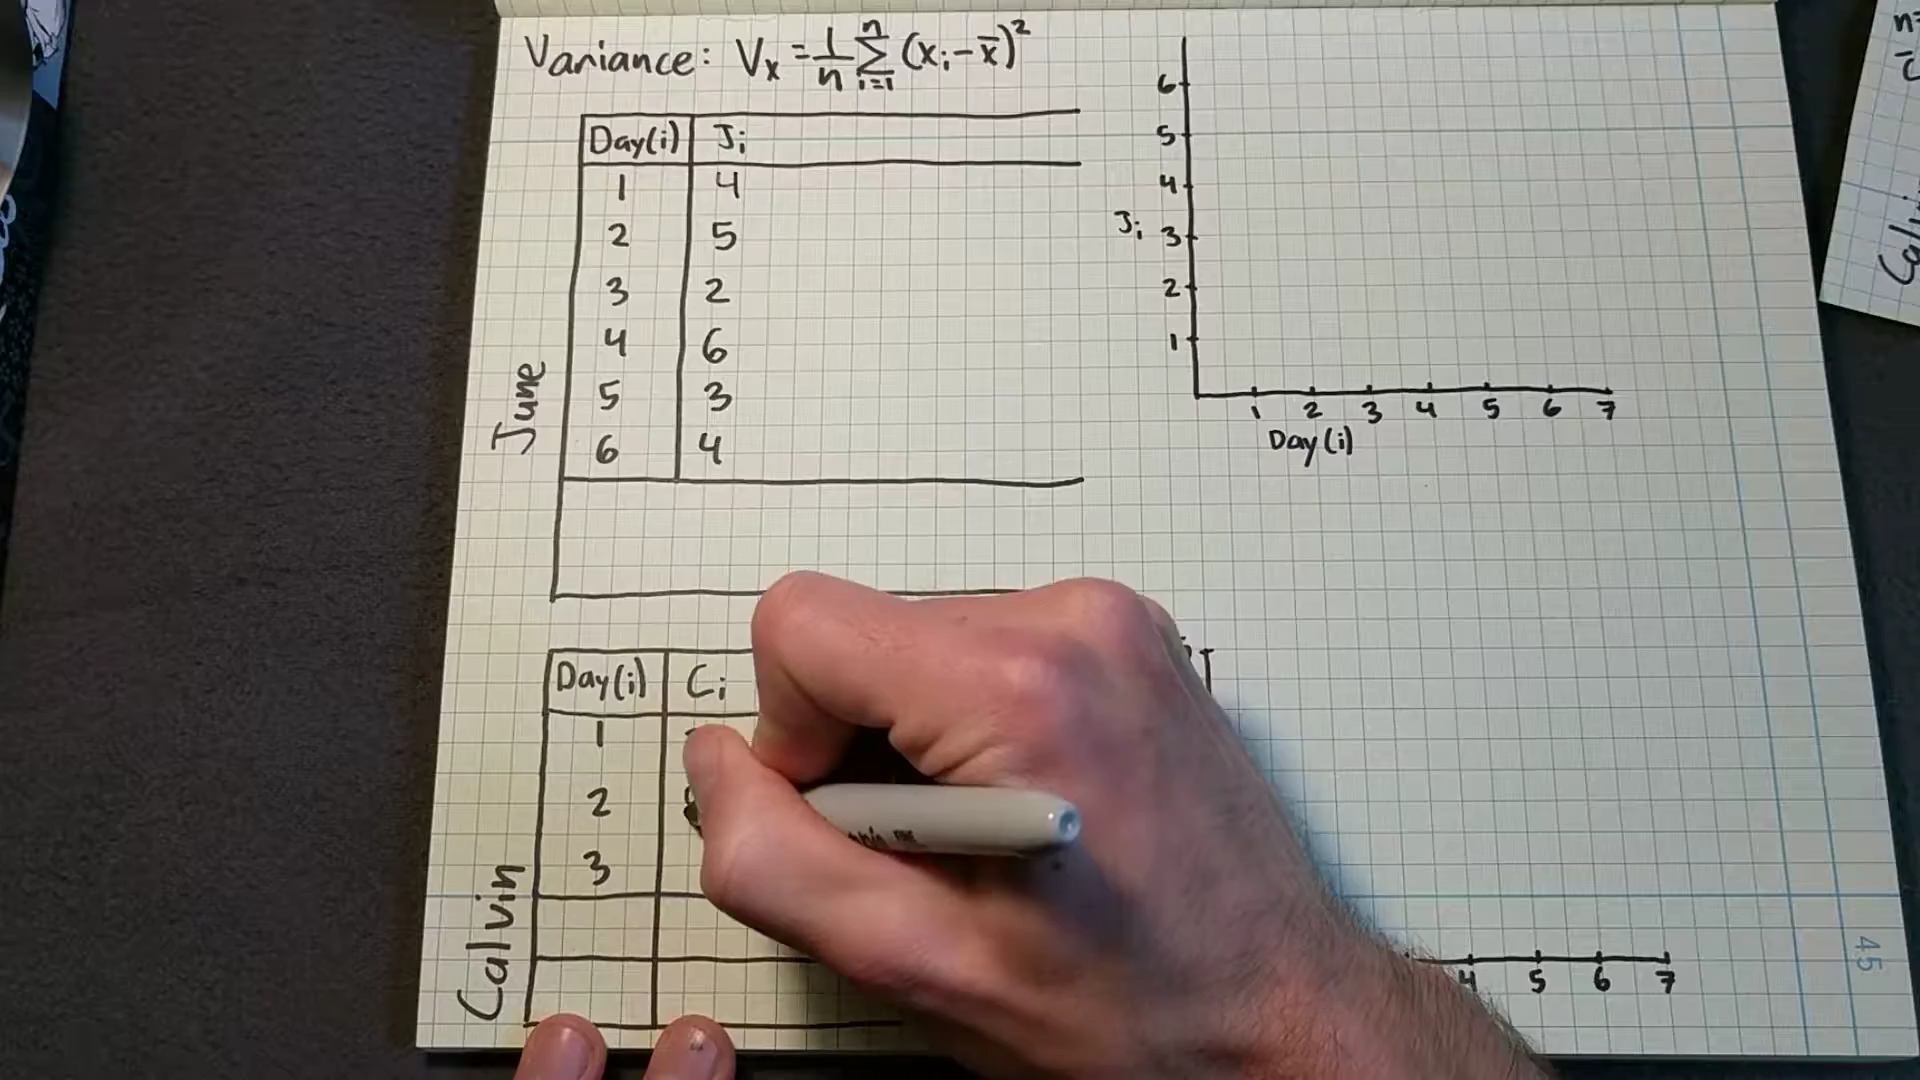 Variance: Vx = 1/n Σ i=1 n (xi - x̄)²
Day(i) Ji
1 4
2 5
3 2
4 6
5 3
6 4
June
6
5
4
Ji 3
2
1
1 2 3 4 5 6 7
Day(i)
Day(i) Ci
1
2
3
Calvin
4 5 6 7
45
n=